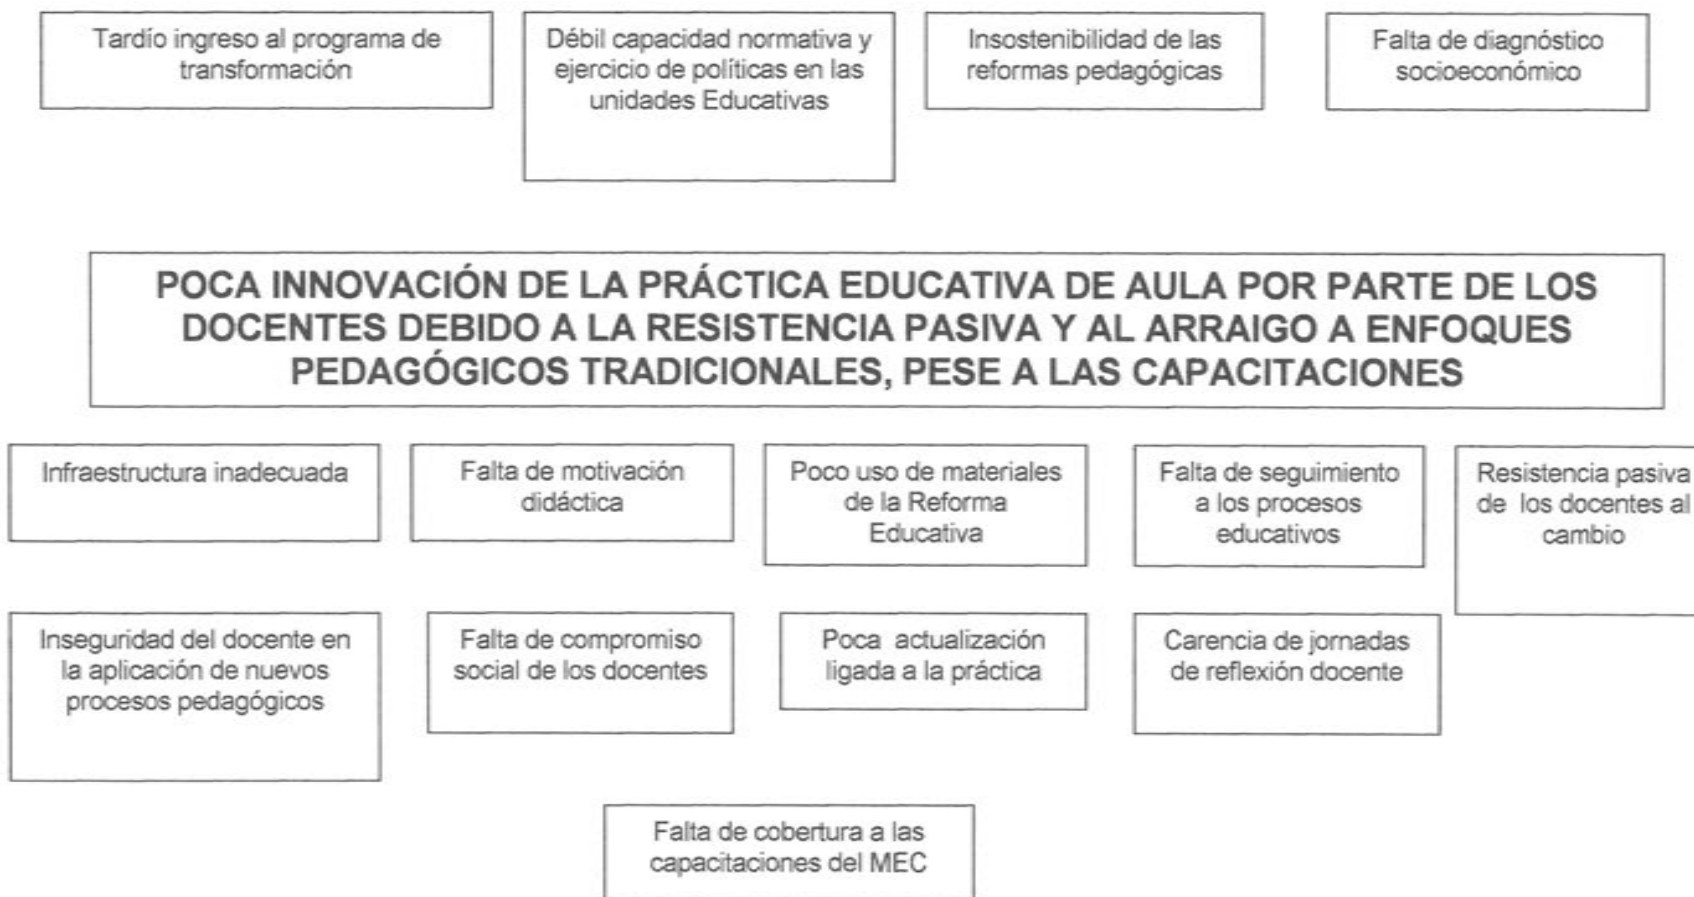 Tardío ingreso al programa de
transformación
Débil capacidad normativa y
ejercicio de políticas en las
unidades Educativas
Insostenibilidad de las
reformas pedagógicas
Falta de diagnóstico
socioeconómico
POCA INNOVACIÓN DE LA PRÁCTICA EDUCATIVA DE AULA POR PARTE DE LOS
DOCENTES DEBIDO A LA RESISTENCIA PASIVA Y AL ARRAIGO A ENFOQUES
PEDAGÓGICOS TRADICIONALES, PESE A LAS CAPACITACIONES
Infraestructura inadecuada
Falta de motivación
didáctica
Poco uso de materiales
de la Reforma
Educativa
Falta de seguimiento
a los procesos
educativos
Resistencia pasiva
de los docentes al
cambio
Inseguridad del docente en
la aplicación de nuevos
procesos pedagógicos
Falta de compromiso
social de los docentes
Poca actualización
ligada a la práctica
Carencia de jornadas
de reflexión docente
Falta de cobertura a las
capacitaciones del MEC